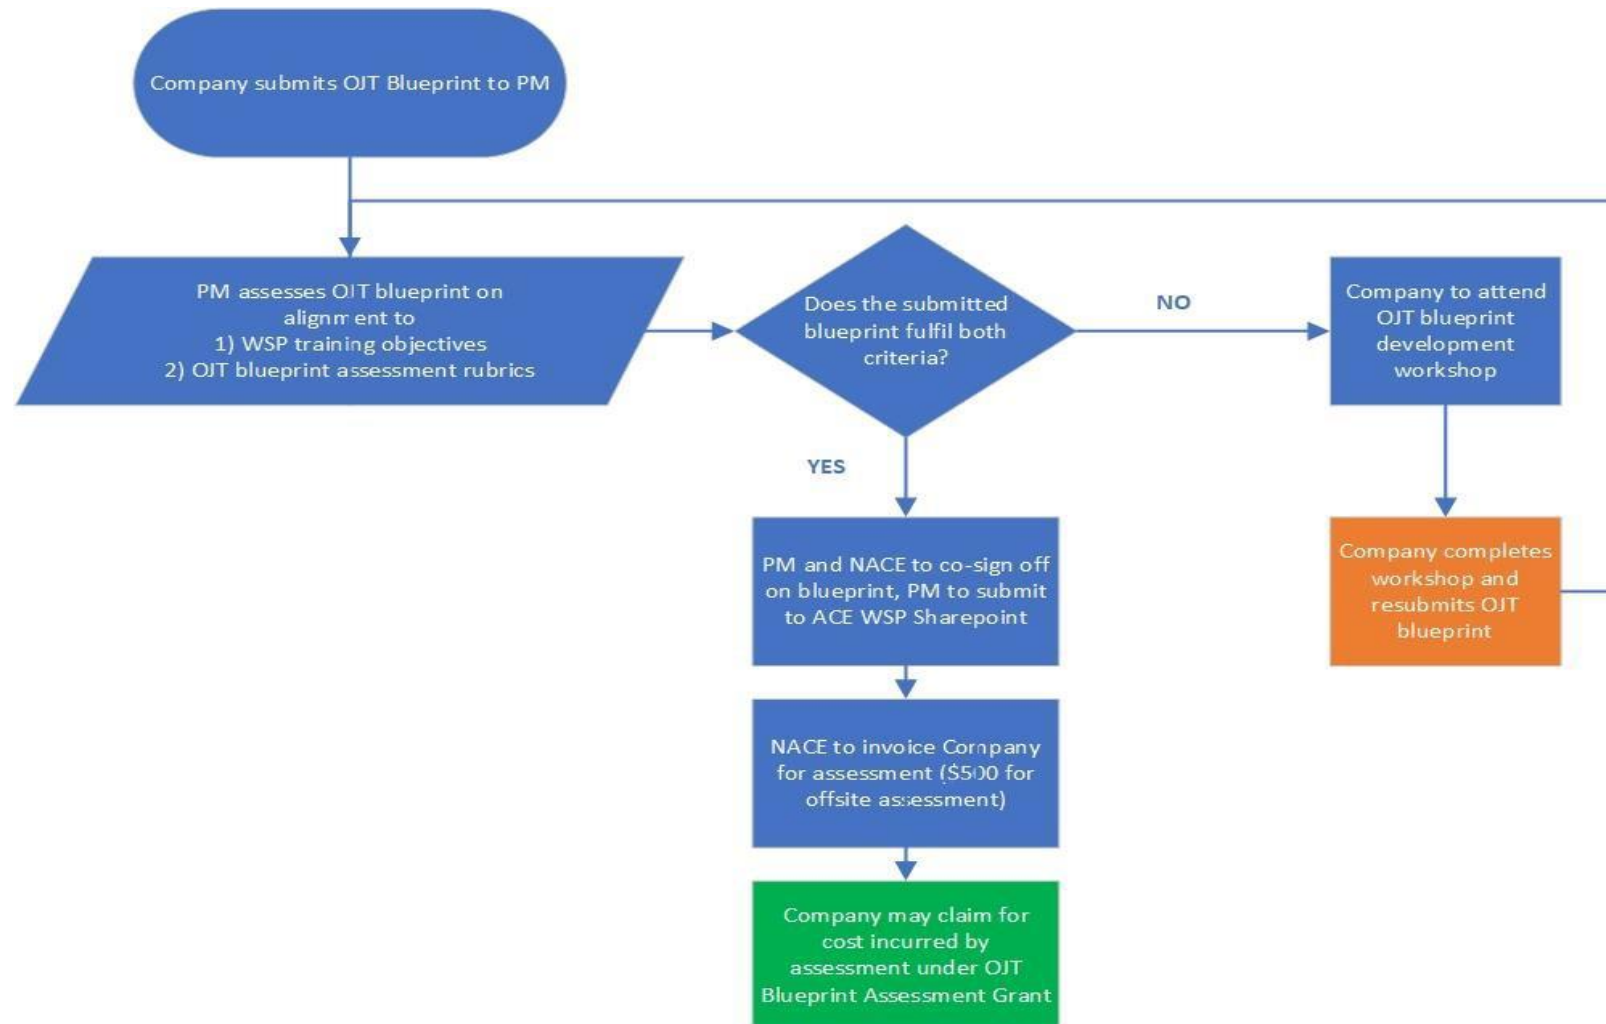 Company submits OJT Blueprint to PM
PM assesses OJT blueprint on
alignment to
1) WSP training objectives
2) OJT blueprint assessment rubrics
Does the submitted
blueprint fulfil both
criteria?
NO
Company to attend
OJT blueprint
development
workshop
YES
PM and NACE to co-sign off
on blueprint, PM to submit
to ACE WSP Sharepoint
Company completes
workshop and
resubmits OJT
blueprint
NACE to invoice Company
for assessment ($500 for
offsite assessment)
Company may claim for
cost incurred by
assessment under OJT
Blueprint Assessment Grant